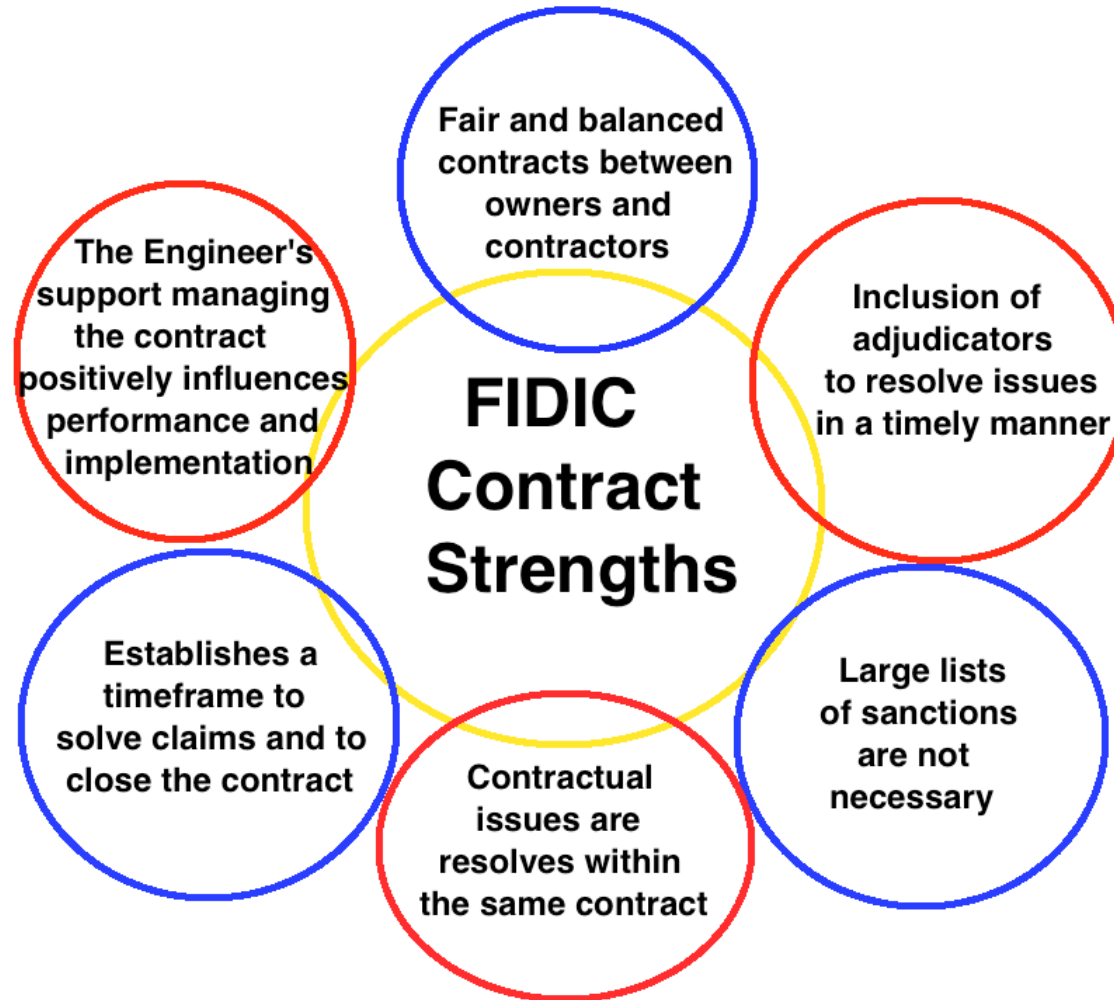 Fair and balanced
contracts between
owners and
contractors
The Engineer's
support managing
the contract
positively influences
performance and
implementation
Inclusion of
adjudicators
to resolve issues
in a timely manner
FIDIC
Contract
Strengths
Establishes a
timeframe to
solve claims and to
close the contract
Large lists
of sanctions
are not
necessary
Contractual
issues are
resolves within
the same contract